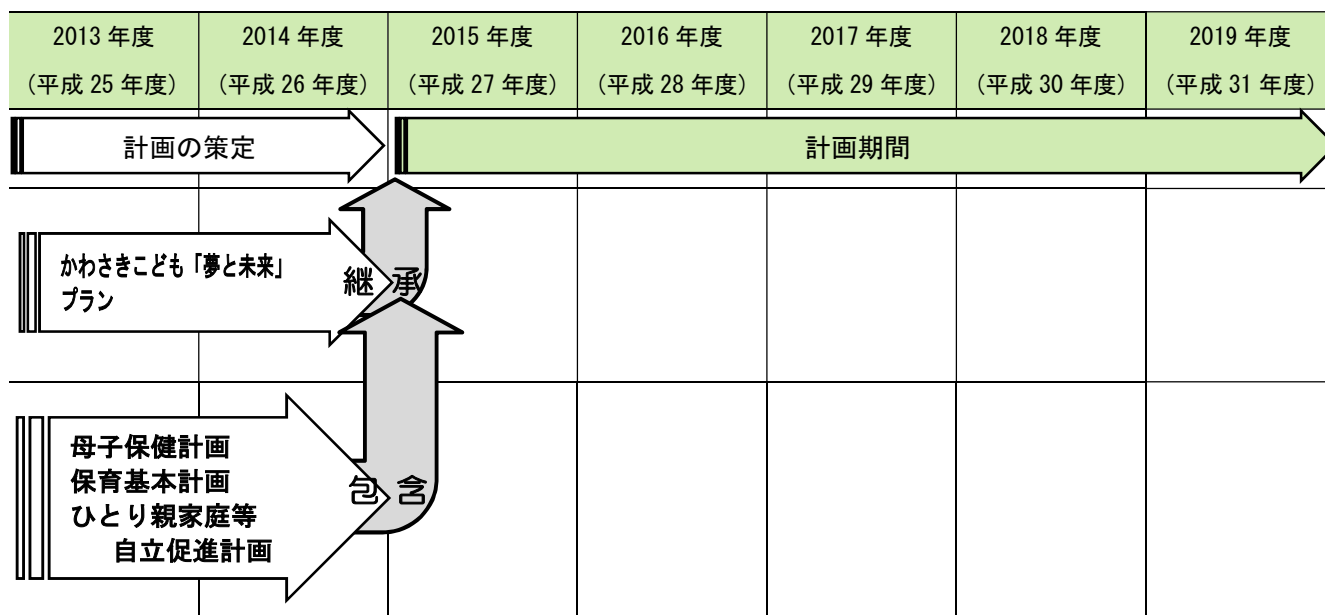 2013 年度
(平成 25 年度)
2014 年度
(平成 26 年度)
2015 年度
(平成 27 年度)
2016 年度
(平成 28 年度)
2017 年度
(平成 29 年度)
2018 年度
(平成 30 年度)
2019 年度
(平成 31 年度)
計画の策定
計画期間
かわさきこども「夢と未来」
プラン
継 承
母子保健計画
保育基本計画
ひとり親家庭等
自立促進計画
包 含